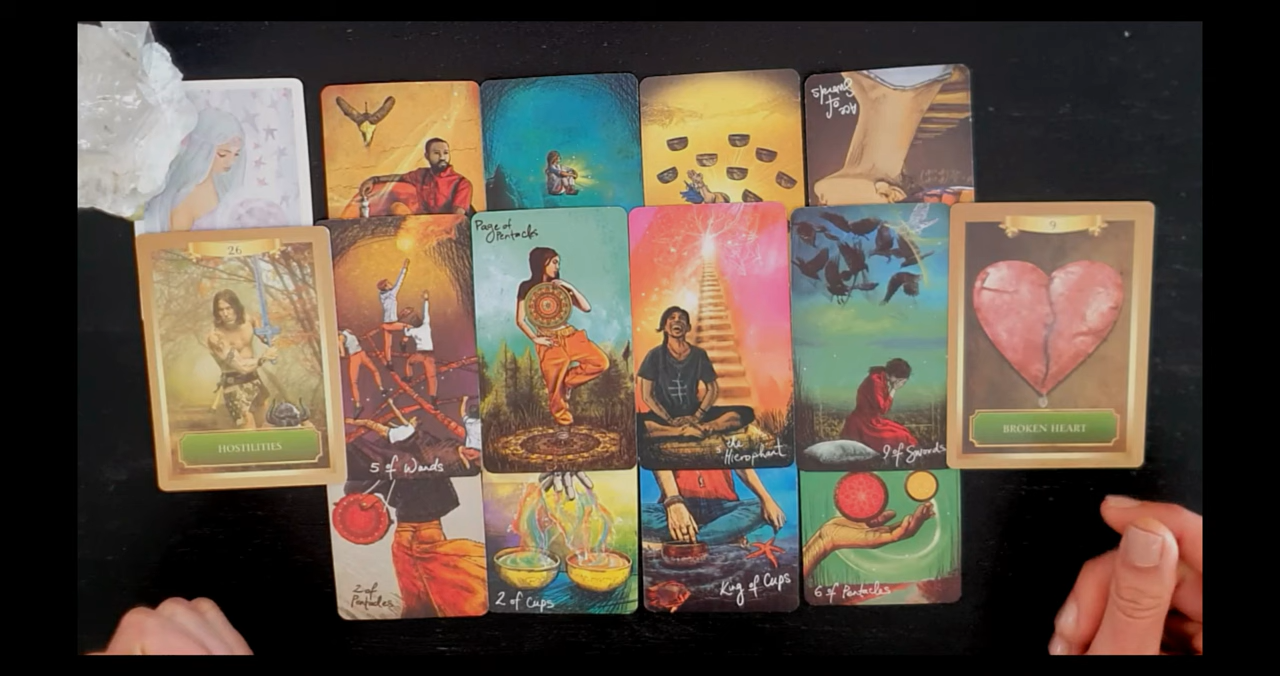 Ace
of
Swords
26
HOSTILITIES
5 of Wands
Page of
Pentacles
5 the
Hierophant
9 of Swords
9
BROKEN HEART
2 of
Pentacles
2 of Cups
King of Cups
6 of Pentacles